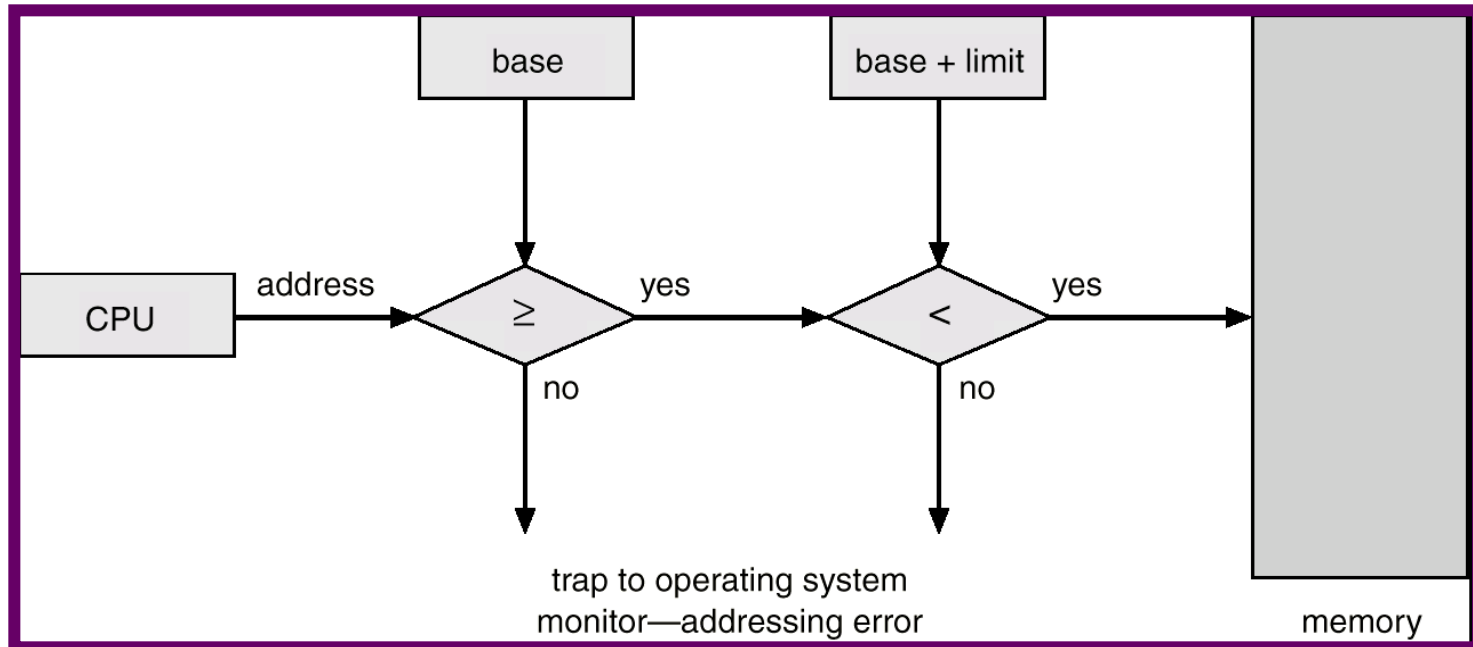 base
base + limit
address
yes
yes
CPU
≥
<
no
no
trap to operating system
monitor—addressing error
memory